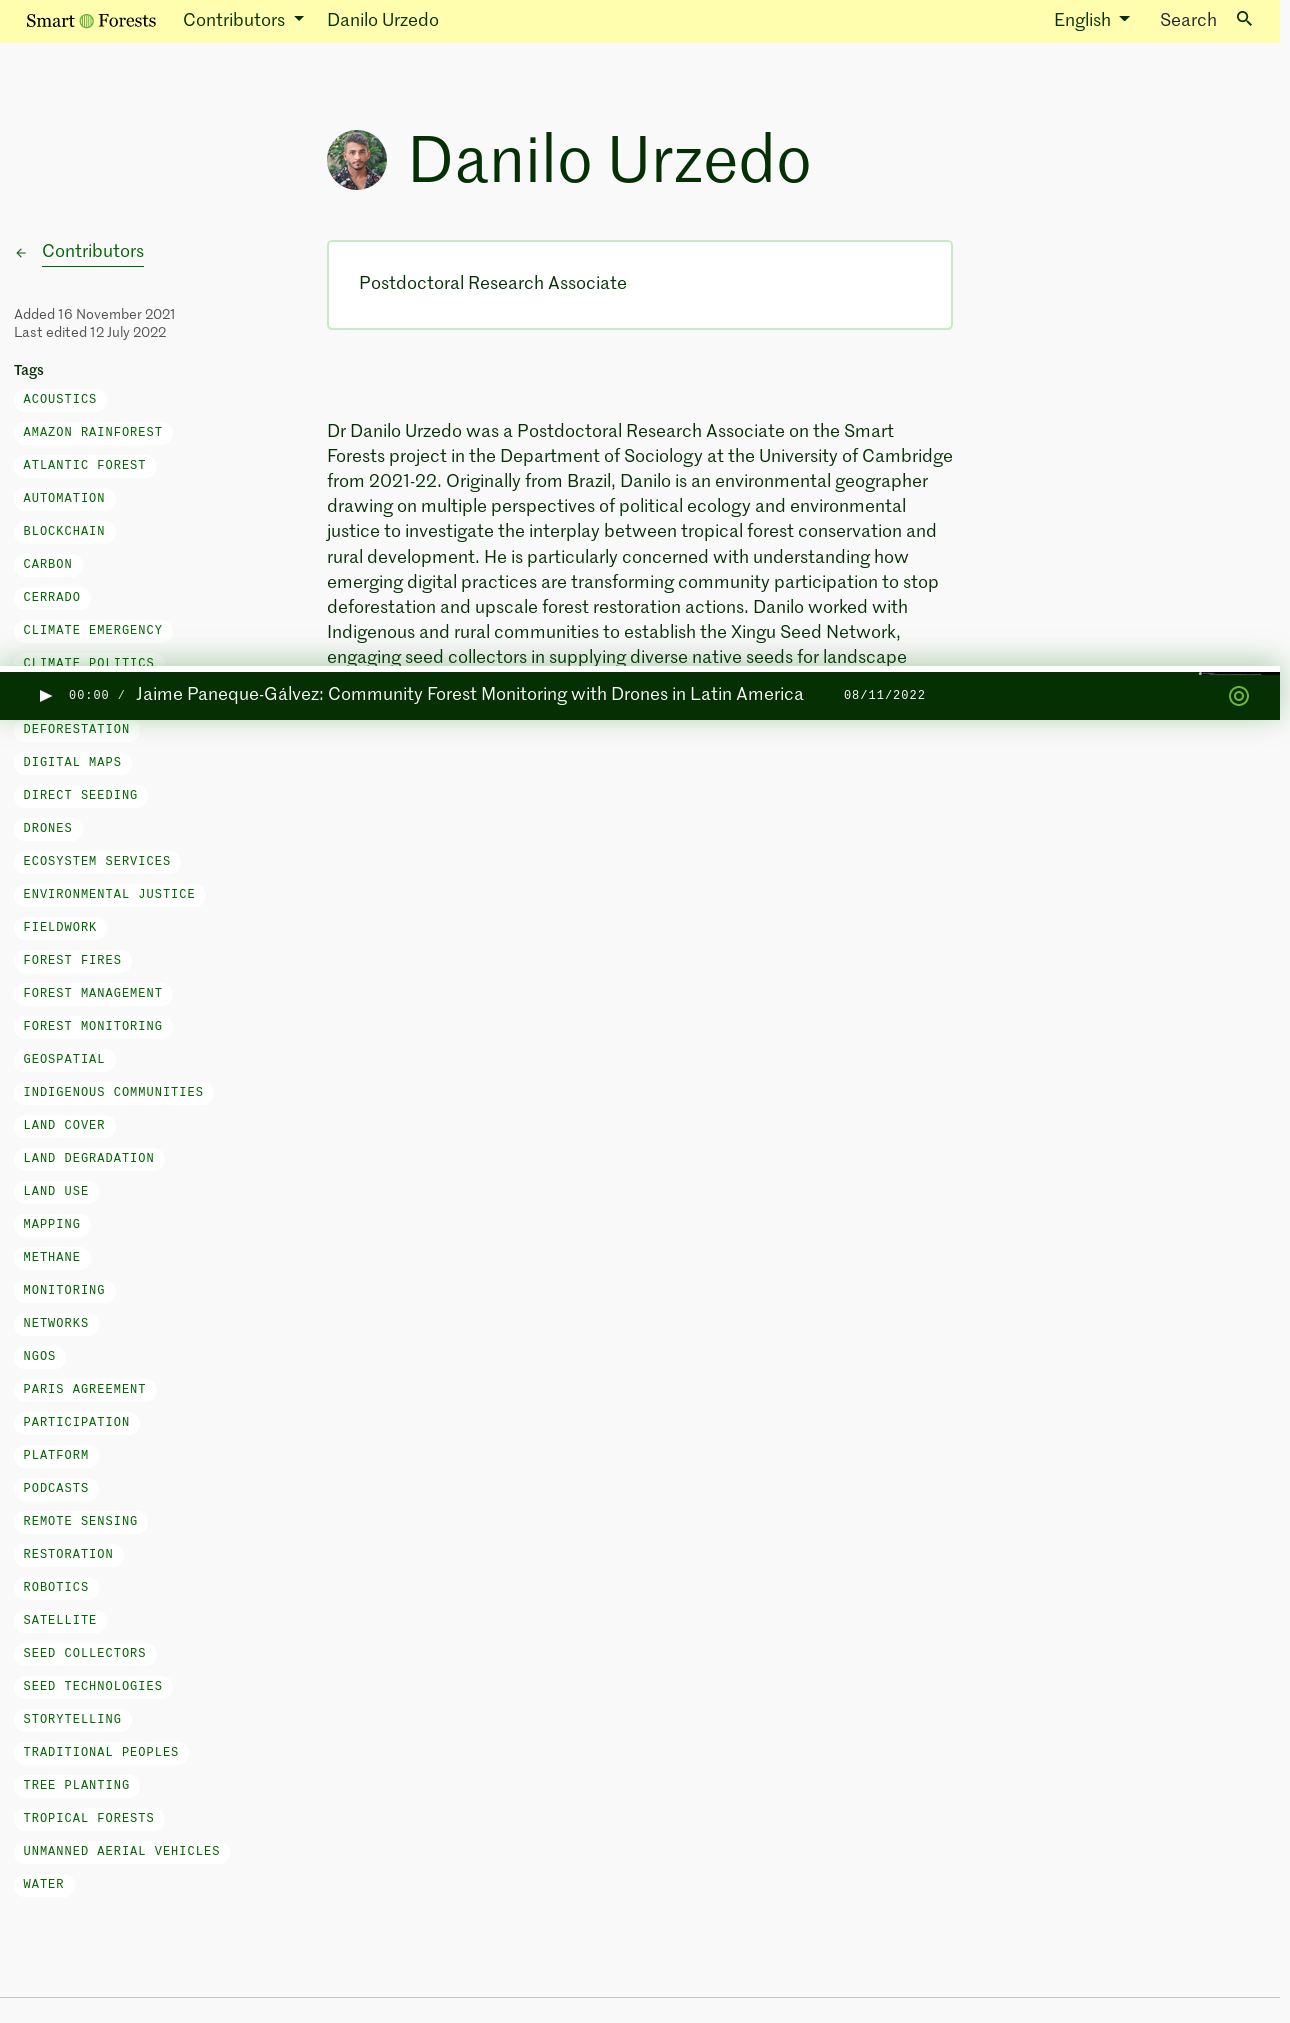 Smart Forests Contributors Danilo Urzedo English Search
Danilo Urzedo
Contributors
Added 16 November 2021
Last edited 12 July 2022
Tags
ACOUSTICS
AMAZON RAINFOREST
ATLANTIC FOREST
AUTOMATION
BLOCKCHAIN
CARBON
CERRADO
CLIMATE EMERGENCY
CLIMATE POLITICS
Postdoctoral Research Associate
Dr Danilo Urzedo was a Postdoctoral Research Associate on the Smart
Forests project in the Department of Sociology at the University of Cambridge
from 2021-22. Originally from Brazil, Danilo is an environmental geographer
drawing on multiple perspectives of political ecology and environmental
justice to investigate the interplay between tropical forest conservation and
rural development. He is particularly concerned with understanding how
emerging digital practices are transforming community participation to stop
deforestation and upscale forest restoration actions. Danilo worked with
Indigenous and rural communities to establish the Xingu Seed Network,
engaging seed collectors in supplying diverse native seeds for landscape
00:00 / Jaime Paneque-Gálvez: Community Forest Monitoring with Drones in Latin America 08/11/2022
DEFORESTATION
DIGITAL MAPS
DIRECT SEEDING
DRONES
ECOSYSTEM SERVICES
ENVIRONMENTAL JUSTICE
FIELDWORK
FOREST FIRES
FOREST MANAGEMENT
FOREST MONITORING
GEOSPATIAL
INDIGENOUS COMMUNITIES
LAND COVER
LAND DEGRADATION
LAND USE
MAPPING
METHANE
MONITORING
NETWORKS
NGOS
PARIS AGREEMENT
PARTICIPATION
PLATFORM
PODCASTS
REMOTE SENSING
RESTORATION
ROBOTICS
SATELLITE
SEED COLLECTORS
SEED TECHNOLOGIES
STORYTELLING
TRADITIONAL PEOPLES
TREE PLANTING
TROPICAL FORESTS
UNMANNED AERIAL VEHICLES
WATER